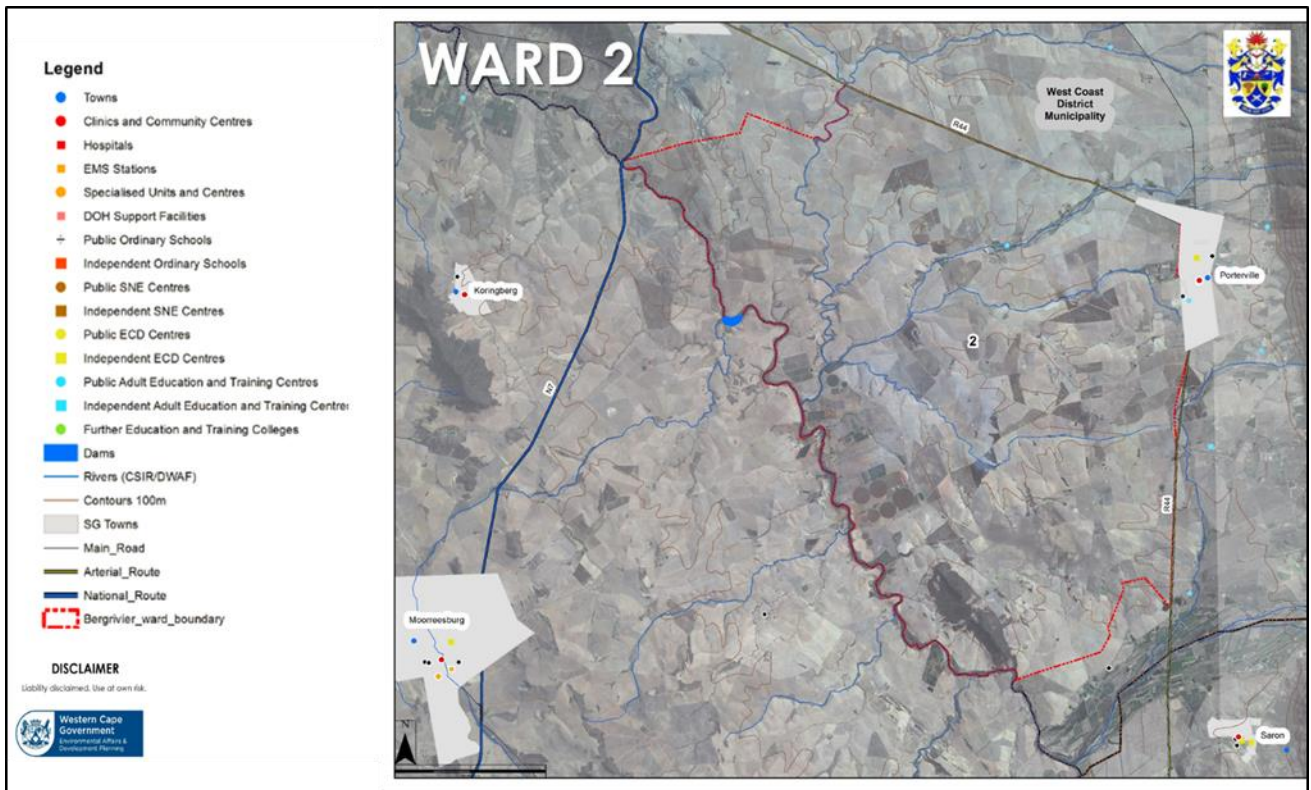 Legend
Towns
Clinics and Community Centres
Hospitals
EMS Stations
Specialised Units and Centres
DOH Support Facilities
Public Ordinary Schools
Independent Ordinary Schools
Public SNE Centres
Independent SNE Centres
Public ECD Centres
Independent ECD Centres
Public Adult Education and Training Centres
Independent Adult Education and Training Centre
Further Education and Training Colleges
Dams
Rivers (CSIR/DWAF)
Contours 100m
SG Towns
Main_Road
Arterial_Route
National_Route
Bergrivier_ward_boundary
DISCLAIMER
Liability disclaimed. Use at own risk.
Western Cape
Government
Environmental Affairs &
Development Planning
WARD 2
West Coast
District
Municipality
R44
Porterville
Koringberg
2
N7
R44
Moorreesburg
Saron
N